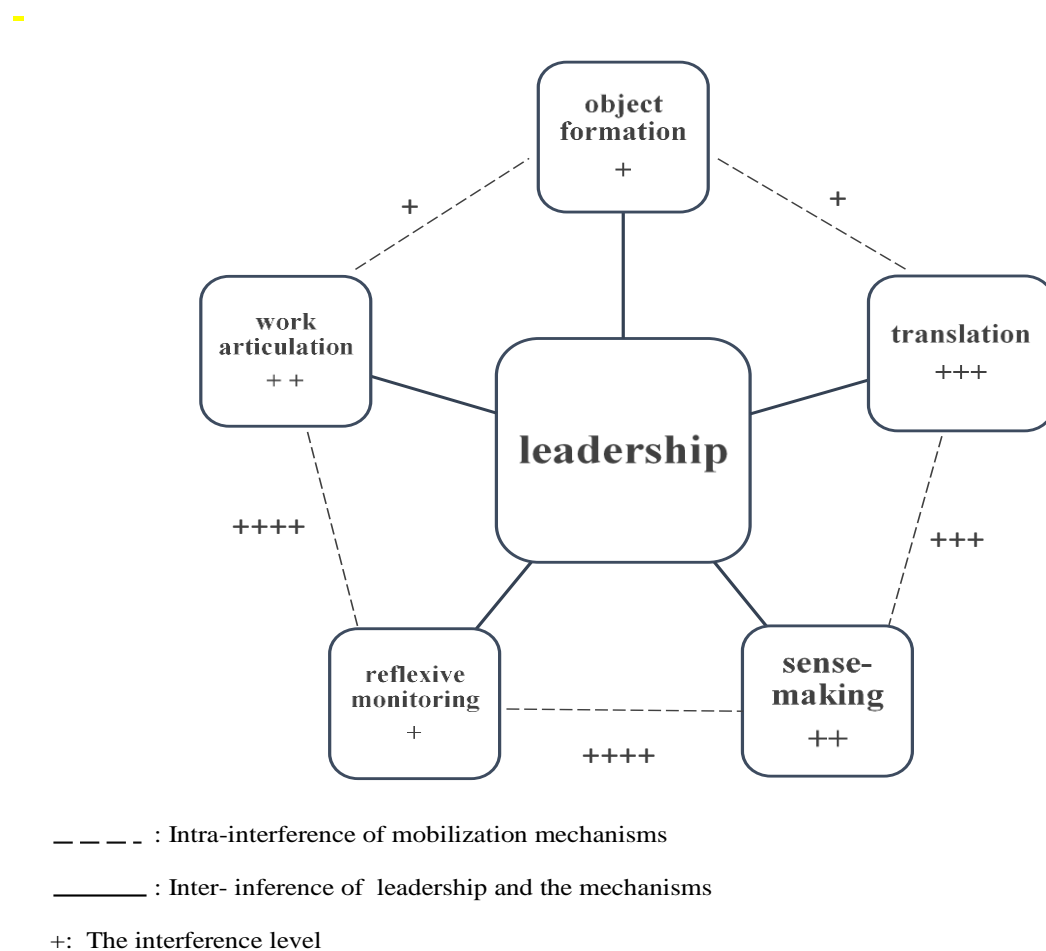 object
formation
+
+
+
work
articulation
+ +
translation
+++
leadership
++++
+++
reflexive
monitoring
+
sense-
making
++
++++
: Intra-interference of mobilization mechanisms
: Inter- inference of leadership and the mechanisms
+: The interference level